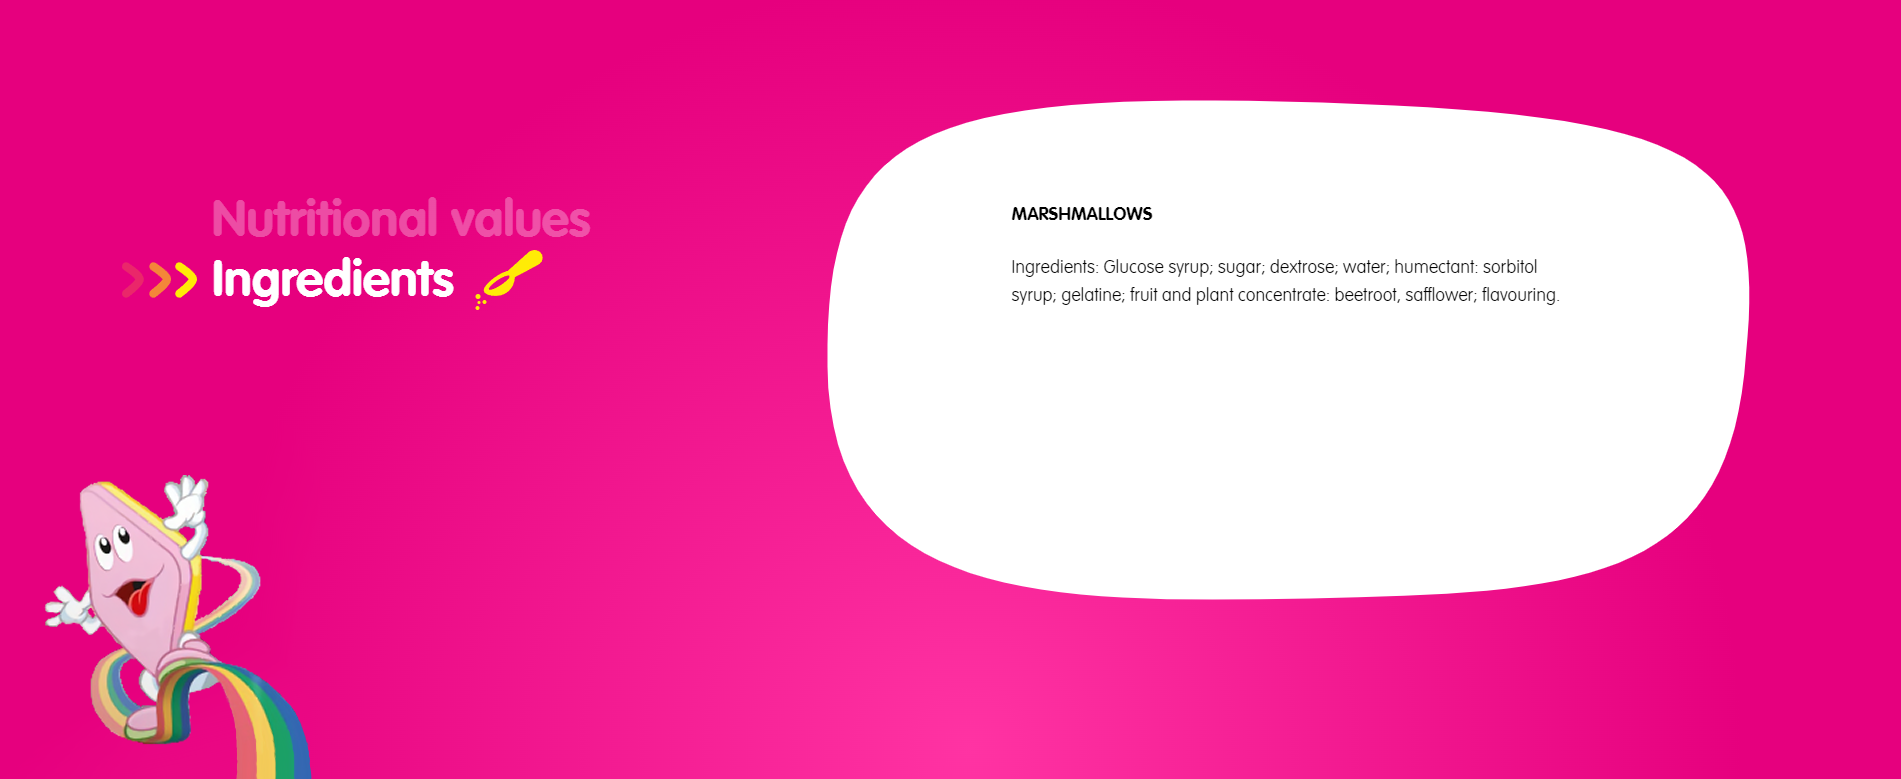 Nutritional values
Ingredients
MARSHMALLOWS
Ingredients: Glucose syrup; sugar; dextrose; water; humectant: sorbitol
syrup; gelatine; fruit and plant concentrate: beetroot, safflower; flavouring.